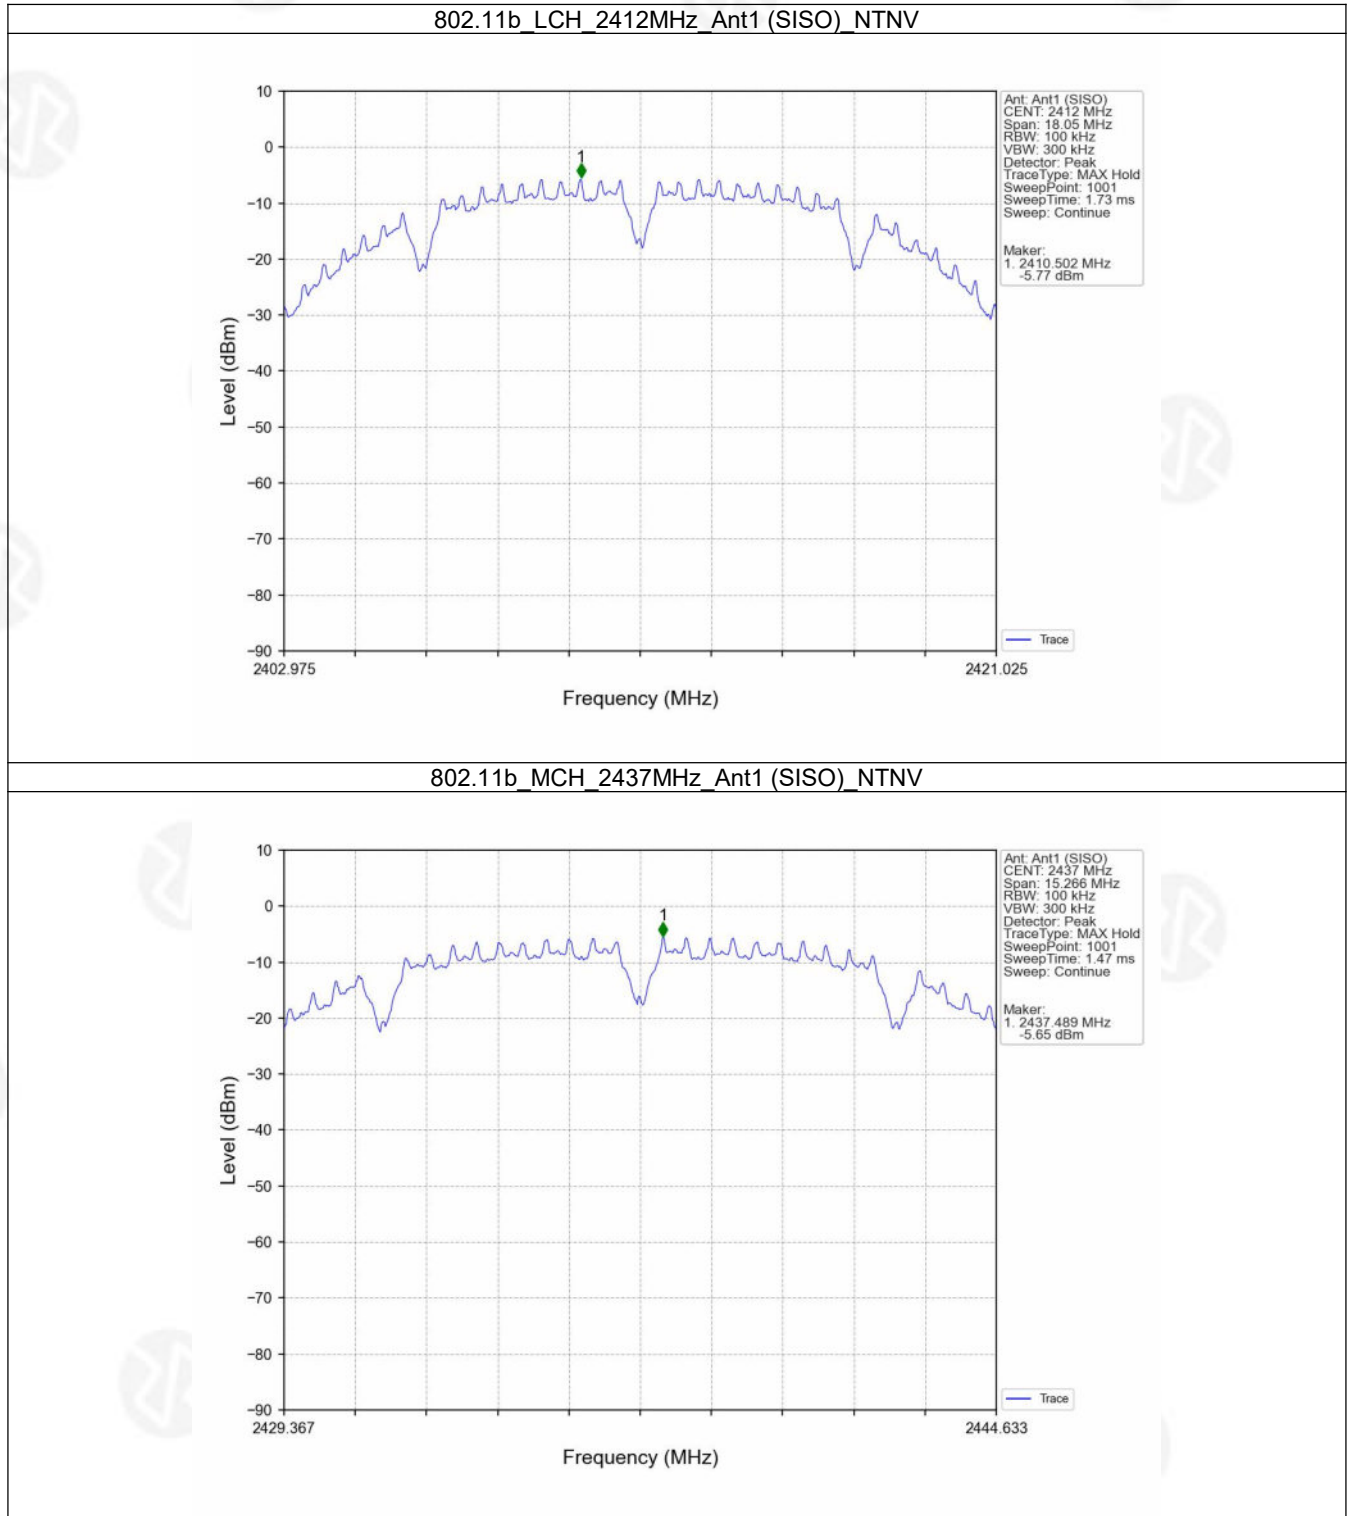 802.11b_LCH_2412MHz_Ant1 (SISO)_NTNV
10
0
−10
−20
−30
−40
−50
−60
−70
−80
−90
Level (dBm)
1
2402.975
2421.025
Frequency (MHz)
Ant: Ant1 (SISO)
CENT: 2412 MHz
Span: 18.05 MHz
RBW: 100 kHz
VBW: 300 kHz
Detector: Peak
TraceType: MAX Hold
SweepPoint: 1001
SweepTime: 1.73 ms
Sweep: Continue
Maker:
1. 2410.502 MHz
-5.77 dBm
Trace
802.11b_MCH_2437MHz_Ant1 (SISO)_NTNV
10
0
−10
−20
−30
−40
−50
−60
−70
−80
−90
Level (dBm)
1
2429.367
2444.633
Frequency (MHz)
Ant: Ant1 (SISO)
CENT: 2437 MHz
Span: 15.266 MHz
RBW: 100 kHz
VBW: 300 kHz
Detector: Peak
TraceType: MAX Hold
SweepPoint: 1001
SweepTime: 1.47 ms
Sweep: Continue
Maker:
1. 2437.489 MHz
-5.65 dBm
Trace